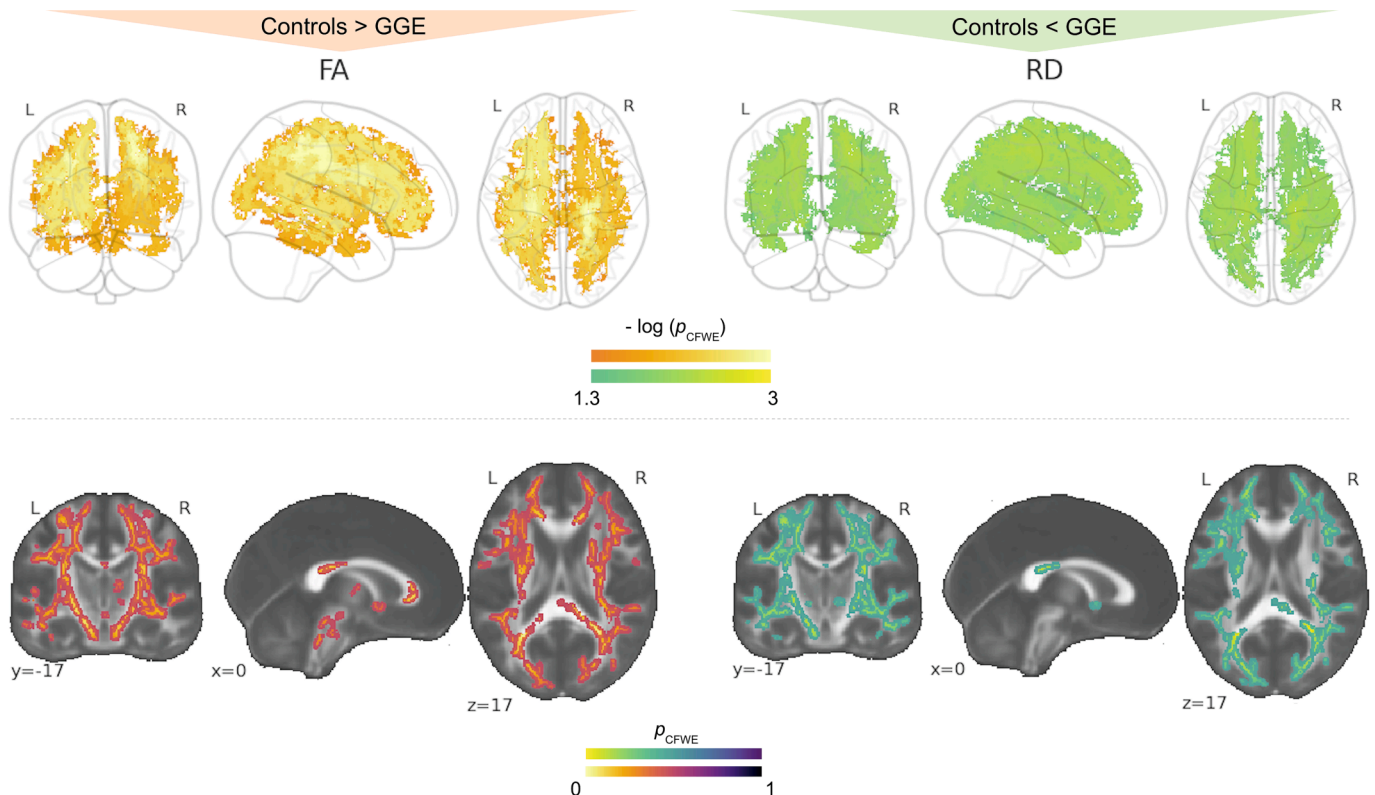 Controls > GGE
Controls < GGE
FA
RD
L R L R
L R L R
- log (pCFWE)
1.3 3
L R L R
L R L R
y=-17 x=0 z=17
y=-17 x=0 z=17
pCFWE
0 1